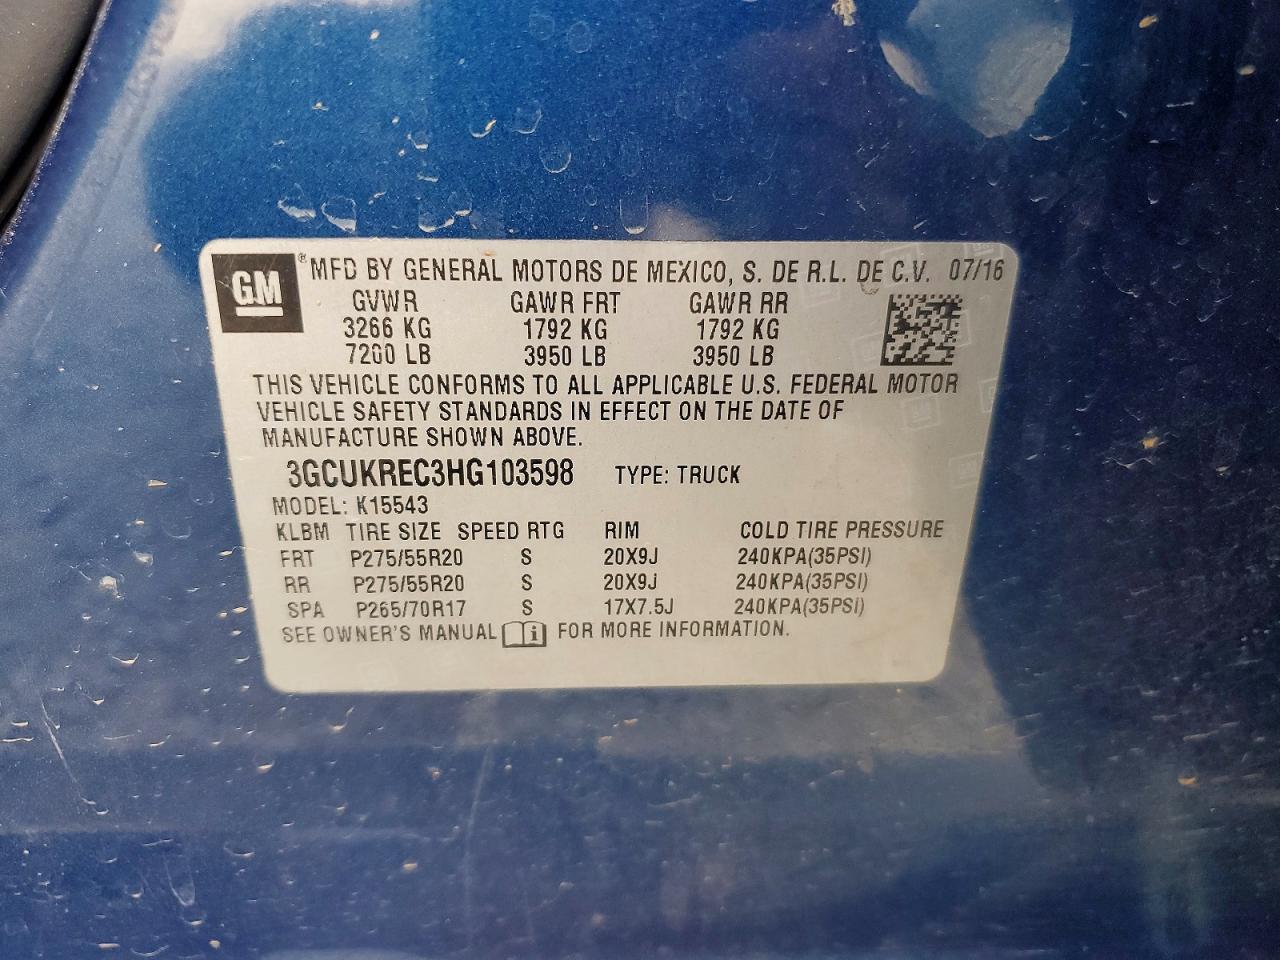 GM ® MFD BY GENERAL MOTORS DE MEXICO, S. DE R.L. DE C.V. 07/16
GVWR GAWR FRT GAWR RR
3266 KG 1792 KG 1792 KG
7200 LB 3950 LB 3950 LB
THIS VEHICLE CONFORMS TO ALL APPLICABLE U.S. FEDERAL MOTOR
VEHICLE SAFETY STANDARDS IN EFFECT ON THE DATE OF
MANUFACTURE SHOWN ABOVE.
3GCUKREC3HG103598 TYPE: TRUCK
MODEL: K15543
KLBM TIRE SIZE SPEED RTG RIM COLD TIRE PRESSURE
FRT P275/55R20 S 20X9J 240KPA(35PSI)
RR P275/55R20 S 20X9J 240KPA(35PSI)
SPA P265/70R17 S 17X7.5J 240KPA(35PSI)
SEE OWNER'S MANUAL i FOR MORE INFORMATION.